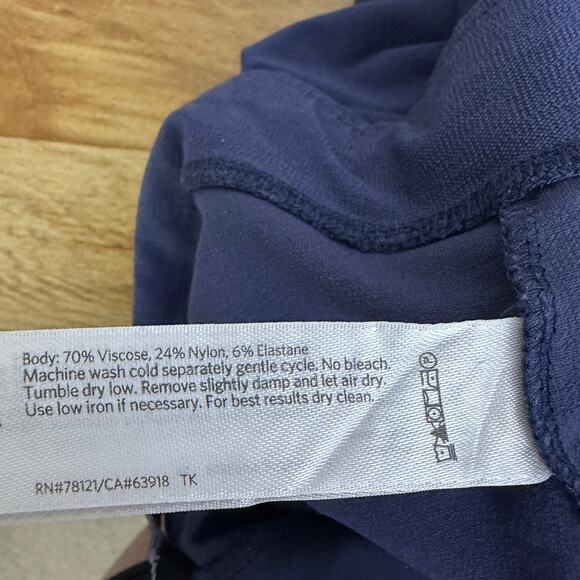 Body: 70% Viscose, 24% Nylon, 6% Elastane
Machine wash cold separately gentle cycle. No bleach.
Tumble dry low. Remove slightly damp and let air dry.
Use low iron if necessary. For best results dry clean.
RN#78121/CA#63918 TK